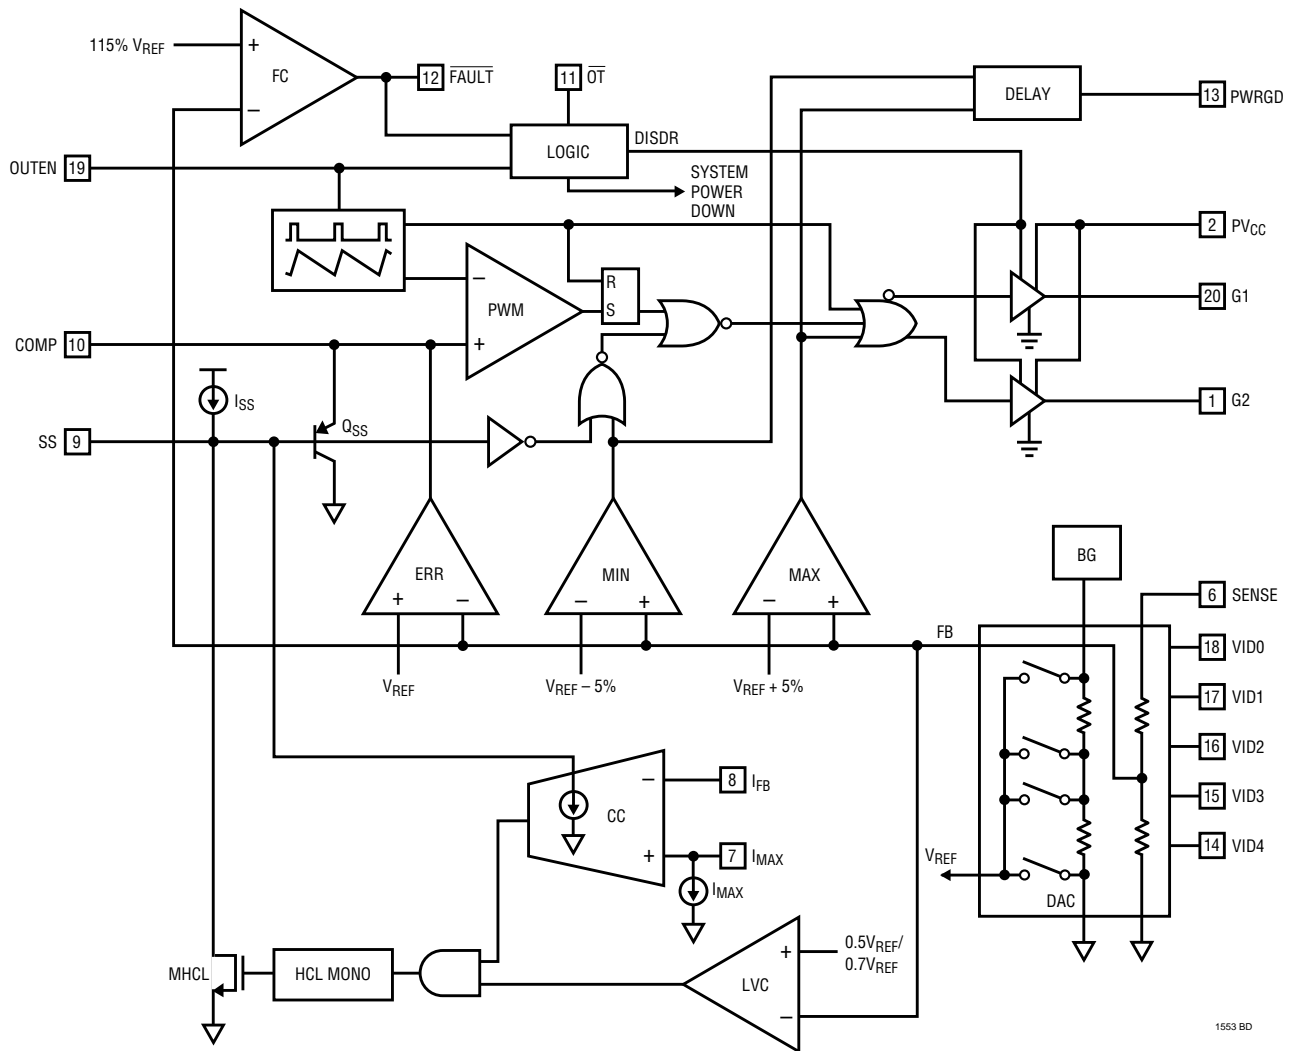 115% VREF
+
–
FC
12 FAULT
11 OT
DELAY
13 PWRGD
OUTEN 19
LOGIC
DISDR
SYSTEM
POWER
DOWN
2 PVCC
–
PWM
+
R
S
20 G1
COMP 10
ISS
QSS
SS 9
1 G2
ERR
+ –
MIN
– +
MAX
– +
BG
6 SENSE
FB
18 VID0
VREF
VREF – 5%
VREF + 5%
17 VID1
16 VID2
–
8 IFB
CC
15 VID3
+
7 IMAX
14 VID4
VREF
IMAX
DAC
+
0.5VREF/
0.7VREF
MHCL
HCL MONO
LVC
–
1553 BD